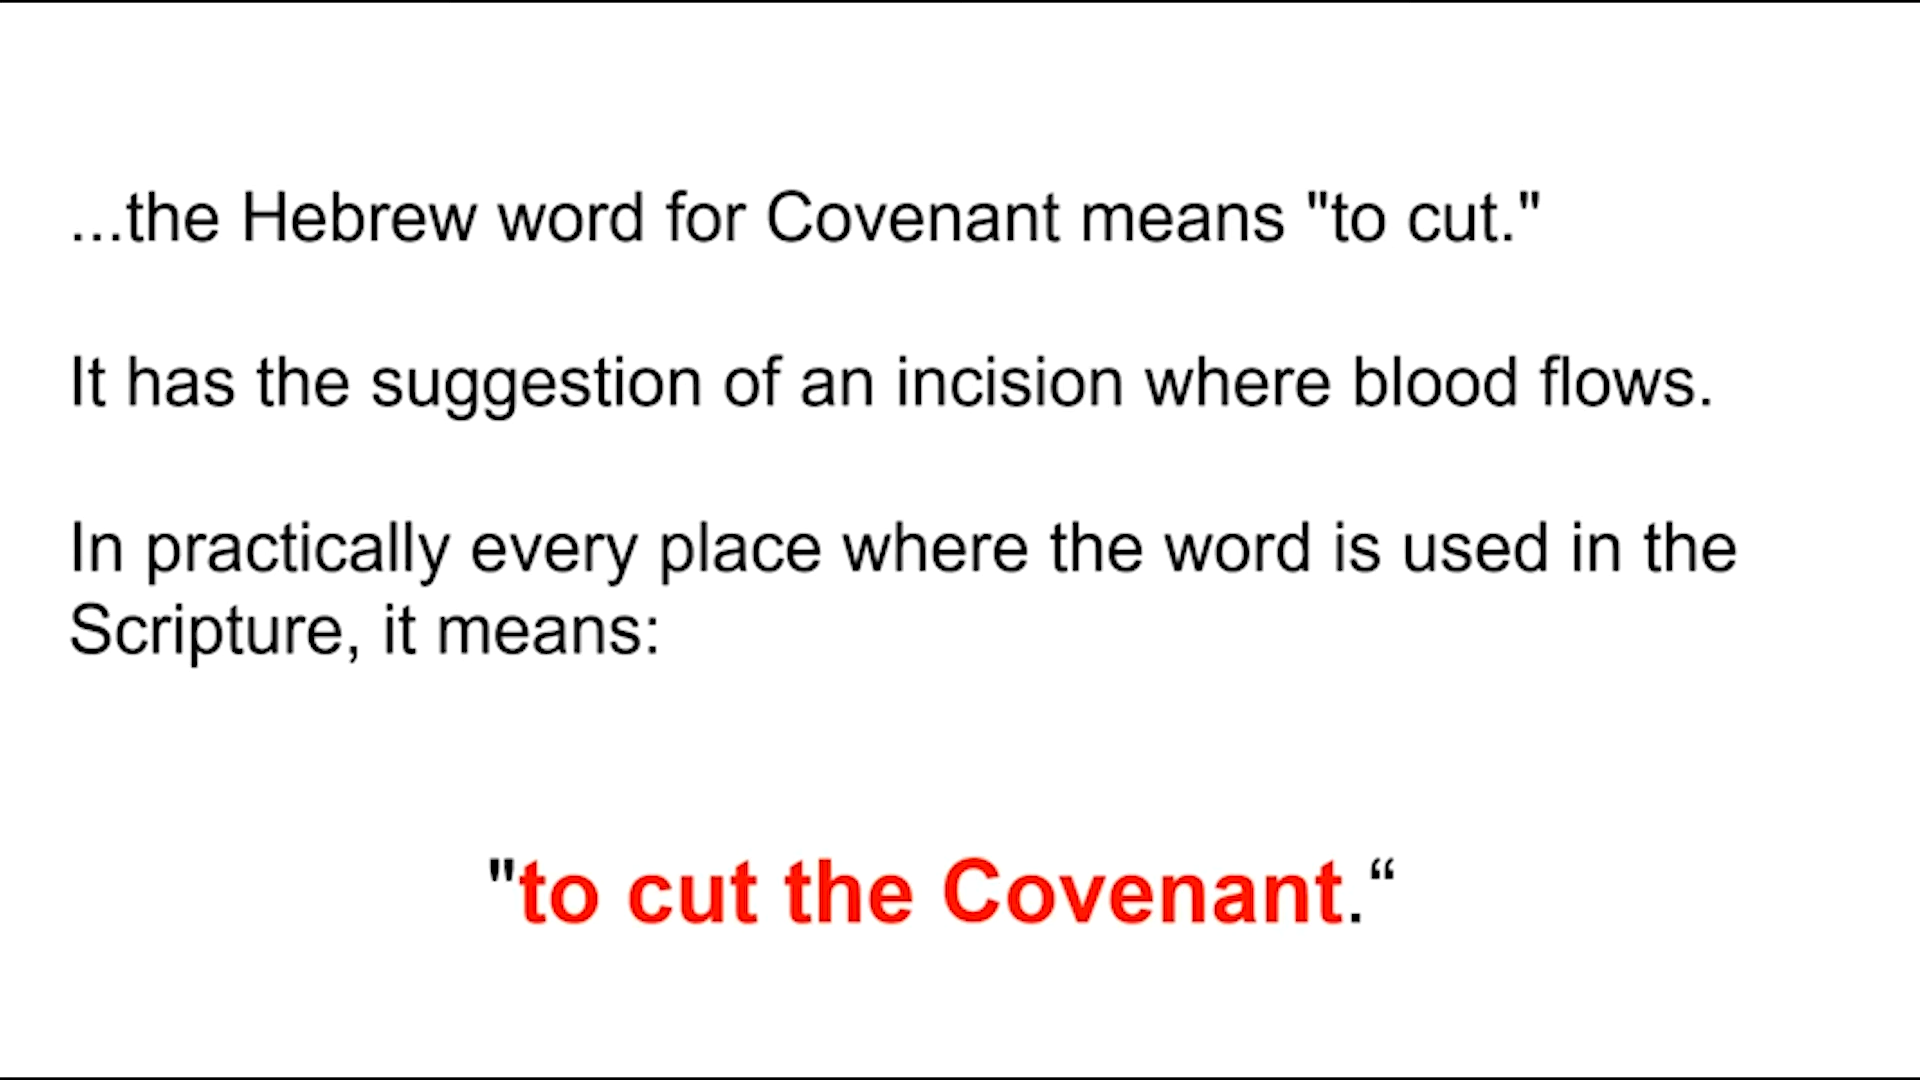 ...the Hebrew word for Covenant means "to cut."
It has the suggestion of an incision where blood flows.
In practically every place where the word is used in the
Scripture, it means:
"to cut the Covenant.“